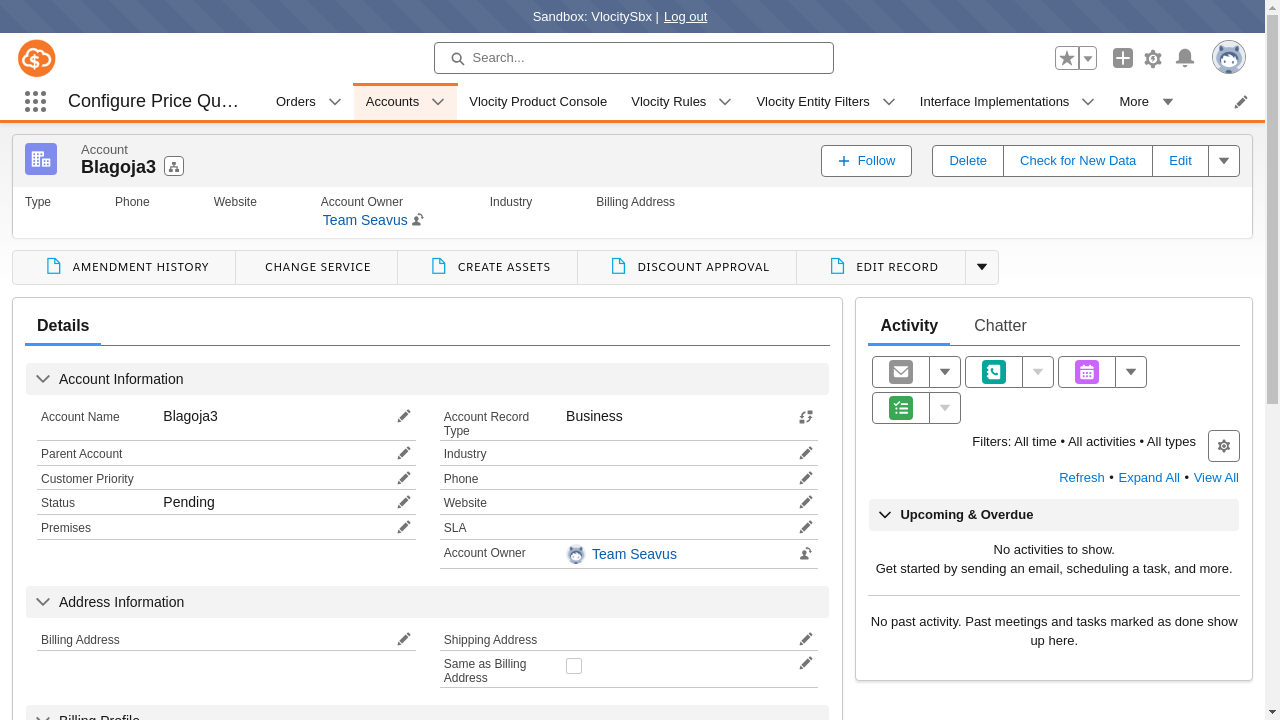 Sandbox: VlocitySbx | Log out
Search...
Configure Price Qu... Orders Accounts Vlocity Product Console Vlocity Rules Vlocity Entity Filters Interface Implementations More
Account
Blagoja3
Follow Delete Check for New Data Edit
Type Phone Website Account Owner Industry Billing Address
Team Seavus
AMENDMENT HISTORY CHANGE SERVICE CREATE ASSETS DISCOUNT APPROVAL EDIT RECORD
Details
Account Information
Account Name Blagoja3
Parent Account
Customer Priority
Status Pending
Premises
Account Record
Type
Business
Industry
Phone
Website
SLA
Account Owner Team Seavus
Address Information
Billing Address
Shipping Address
Same as Billing
Address
Billing Profile
Activity Chatter
Filters: All time • All activities • All types
Refresh • Expand All • View All
Upcoming & Overdue
No activities to show.
Get started by sending an email, scheduling a task, and more.
No past activity. Past meetings and tasks marked as done show
up here.